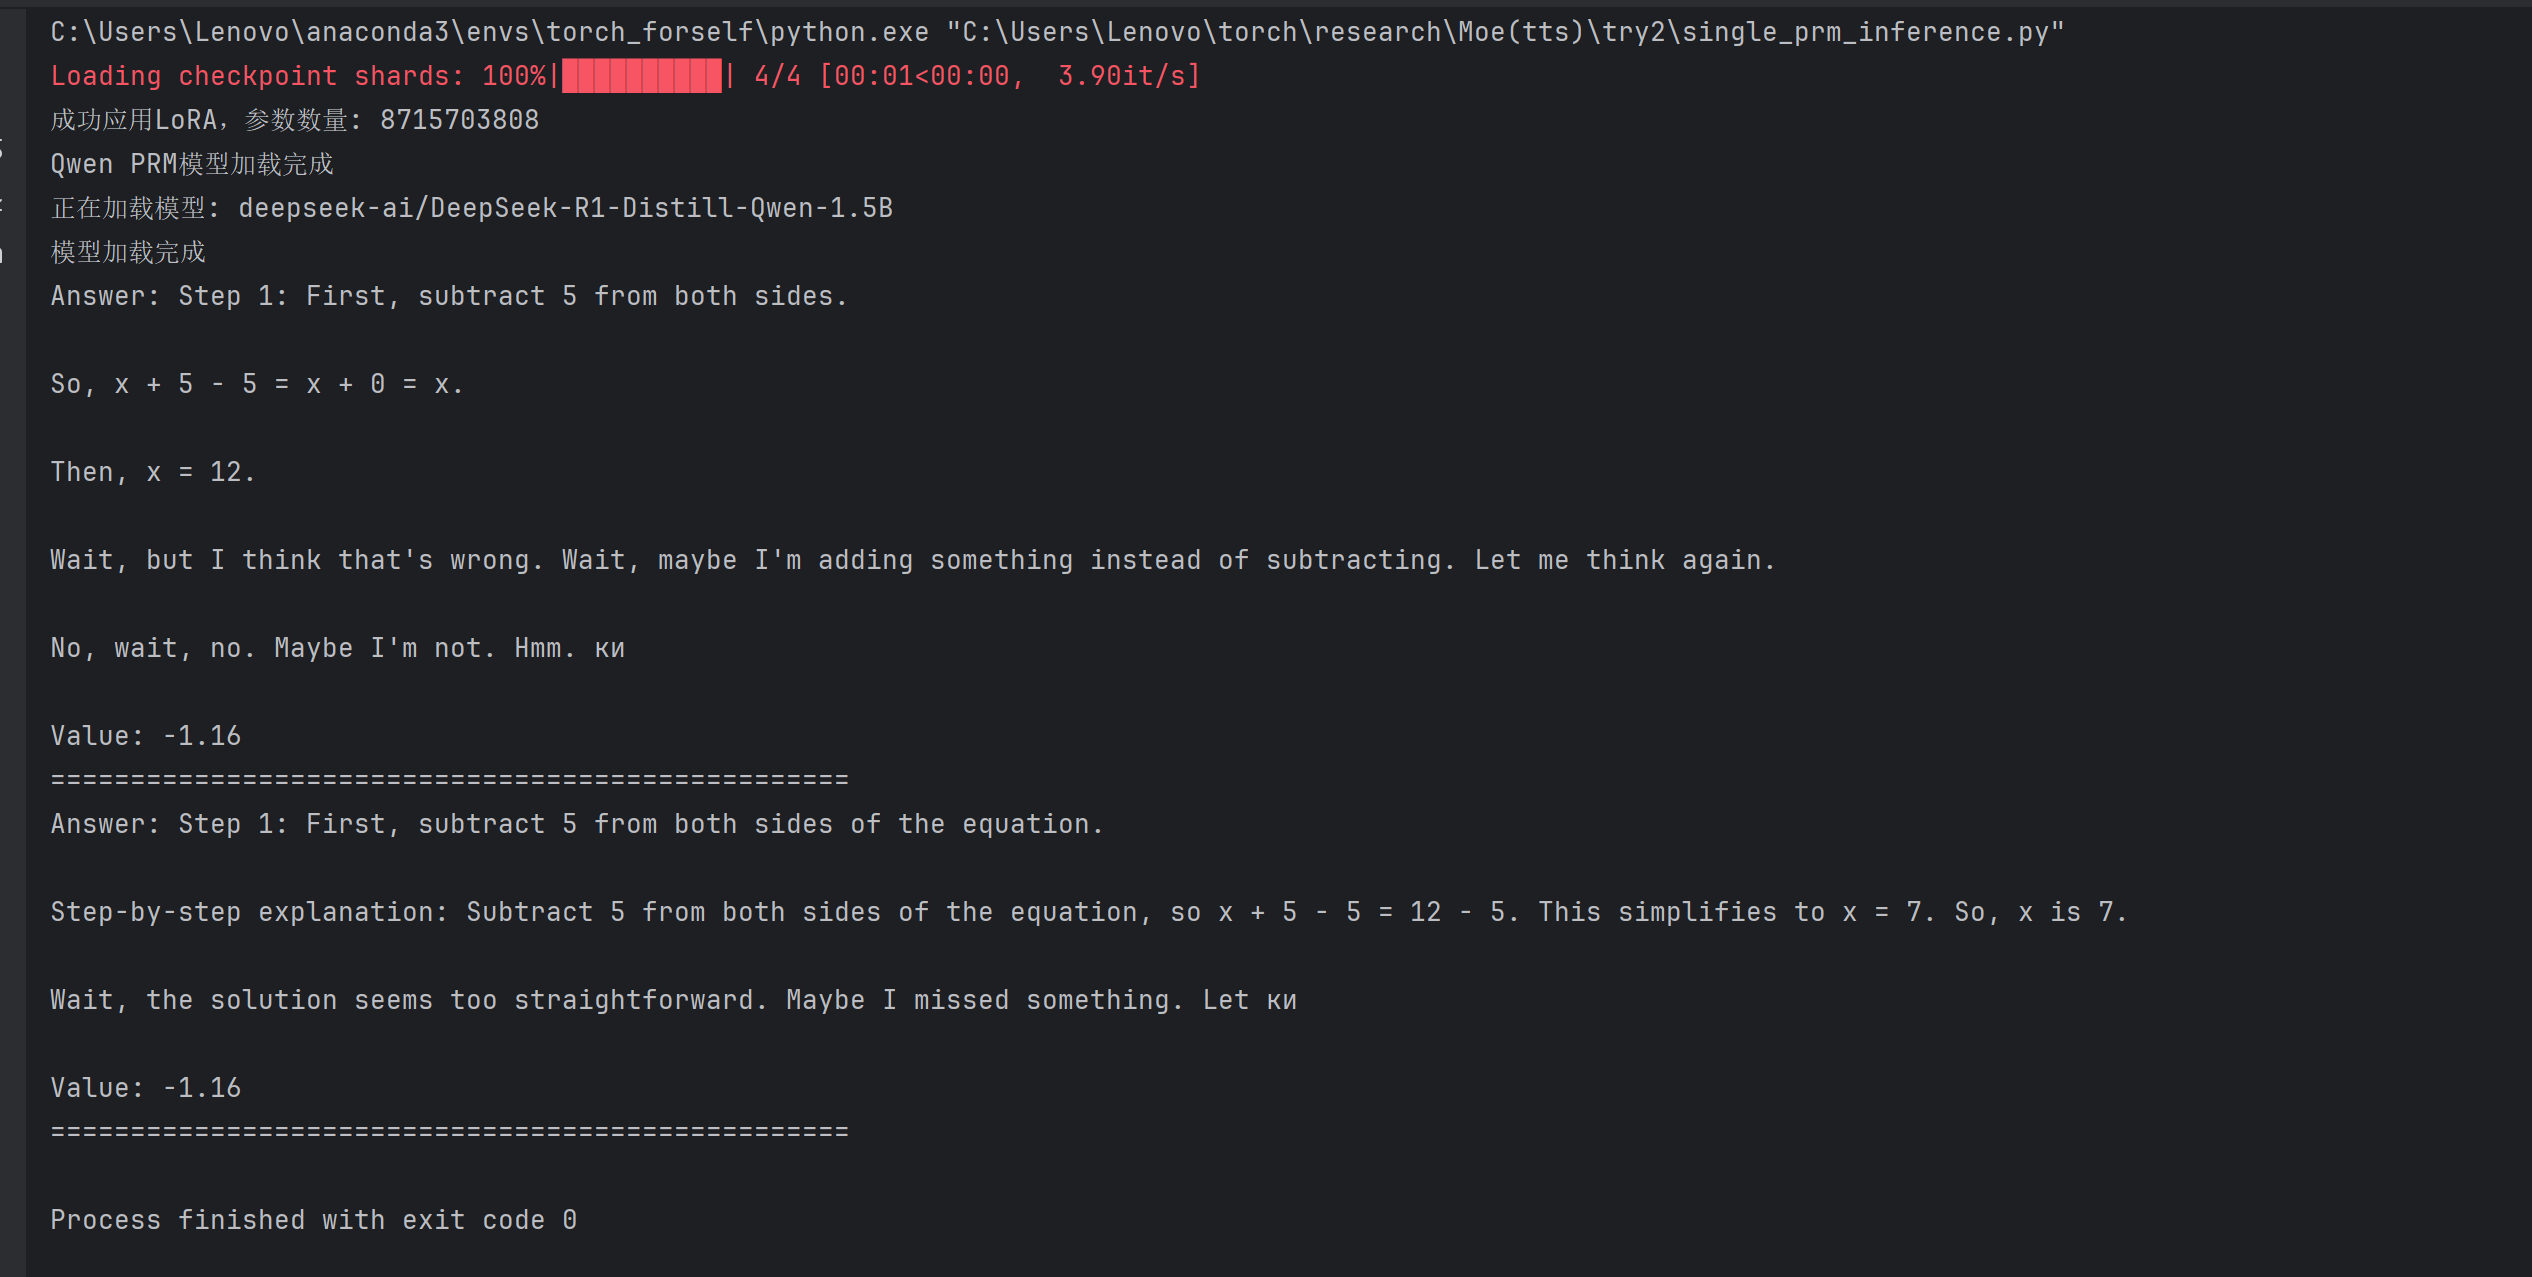 C:\Users\Lenovo\anaconda3\envs\torch_forself\python.exe "C:\Users\Lenovo\torch\research\Moe(tts)\try2\single_prm_inference.py"
Loading checkpoint shards: 100%|██████████| 4/4 [00:01<00:00,  3.90it/s]
成功应用LoRA，参数数量: 8715703808
Qwen PRM模型加载完成
正在加载模型: deepseek-ai/DeepSeek-R1-Distill-Qwen-1.5B
模型加载完成
Answer: Step 1: First, subtract 5 from both sides.
So, x + 5 - 5 = x + 0 = x.
Then, x = 12.
Wait, but I think that's wrong. Wait, maybe I'm adding something instead of subtracting. Let me think again.
No, wait, no. Maybe I'm not. Hmm. ки
Value: -1.16
==================================================
Answer: Step 1: First, subtract 5 from both sides of the equation.
Step-by-step explanation: Subtract 5 from both sides of the equation, so x + 5 - 5 = 12 - 5. This simplifies to x = 7. So, x is 7.
Wait, the solution seems too straightforward. Maybe I missed something. Let ки
Value: -1.16
==================================================
Process finished with exit code 0